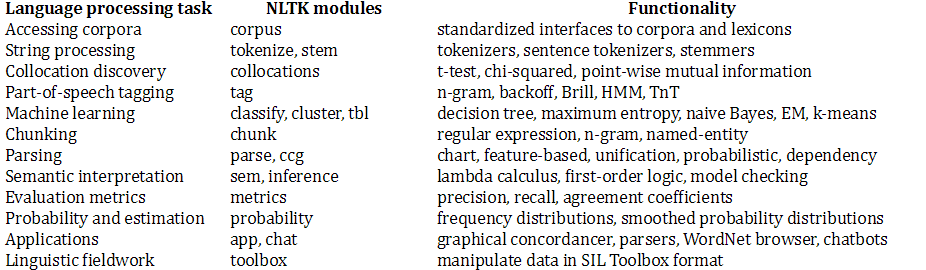 Language processing task NLTK modules Functionality
Accessing corpora corpus standardized interfaces to corpora and lexicons
String processing tokenize, stem tokenizers, sentence tokenizers, stemmers
Collocation discovery collocations t-test, chi-squared, point-wise mutual information
Part-of-speech tagging tag n-gram, backoff, Brill, HMM, TnT
Machine learning classify, cluster, tbl decision tree, maximum entropy, naive Bayes, EM, k-means
Chunking chunk regular expression, n-gram, named-entity
Parsing parse, ccg chart, feature-based, unification, probabilistic, dependency
Semantic interpretation sem, inference lambda calculus, first-order logic, model checking
Evaluation metrics metrics precision, recall, agreement coefficients
Probability and estimation probability frequency distributions, smoothed probability distributions
Applications app, chat graphical concordancer, parsers, WordNet browser, chatbots
Linguistic fieldwork toolbox manipulate data in SIL Toolbox format